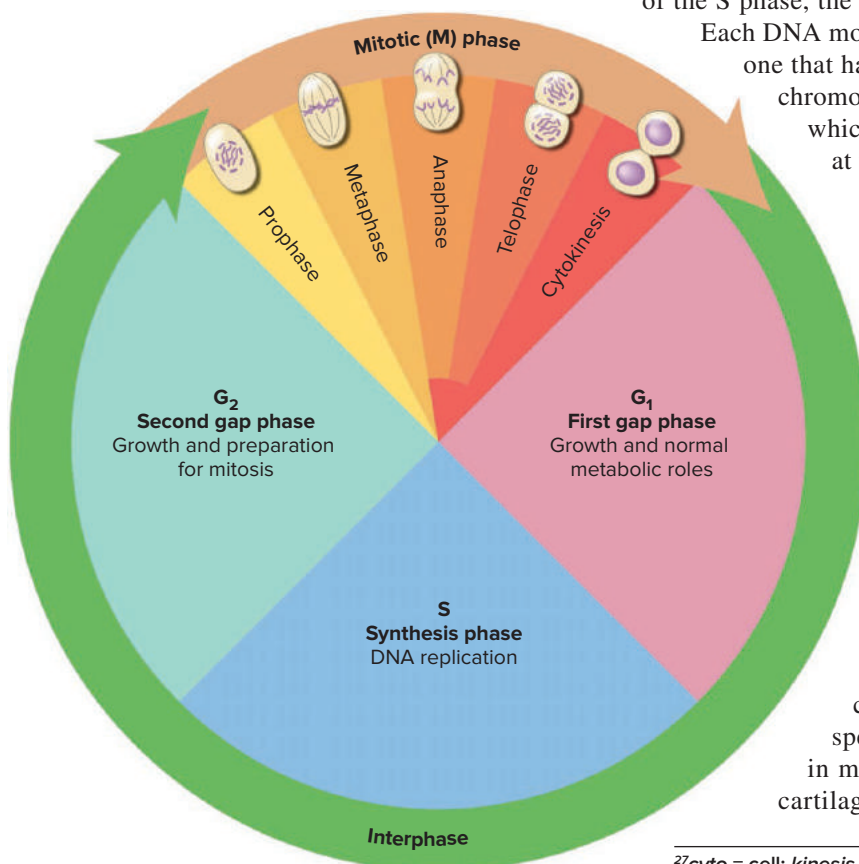 of the S phase, the
Each DNA mo
one that ha
chromo
which
at
Mitotic (M) phase
Prophase
Metaphase
Anaphase
Telophase
Cytokinesis
G₂
Second gap phase
Growth and preparation
for mitosis
G₁
First gap phase
Growth and normal
metabolic roles
S
Synthesis phase
DNA replication
Interphase
c
spe
in m
cartilag
²⁷cyto = cell; kinesis